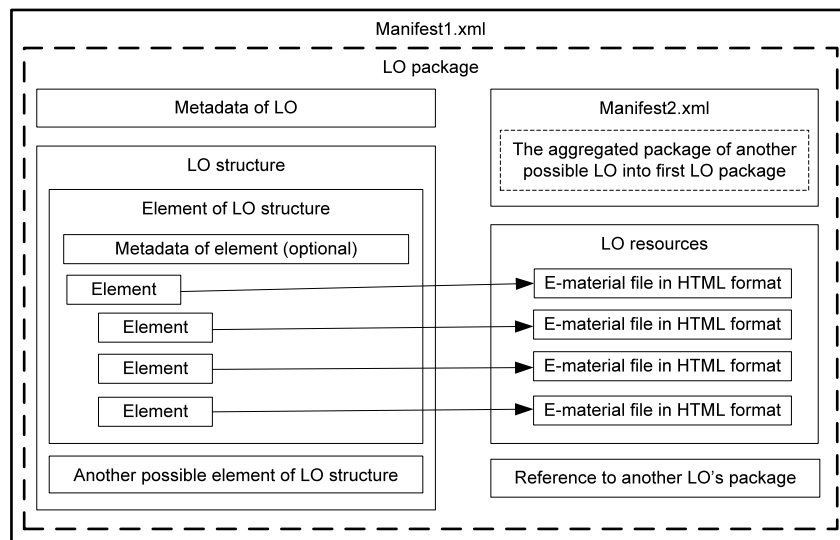 Manifest1.xml
LO package
Metadata of LO
LO structure
Element of LO structure
Metadata of element (optional)
Element
Element
Element
Element
Another possible element of LO structure
Manifest2.xml
The aggregated package of another
possible LO into first LO package
LO resources
E-material file in HTML format
E-material file in HTML format
E-material file in HTML format
E-material file in HTML format
Reference to another LO’s package